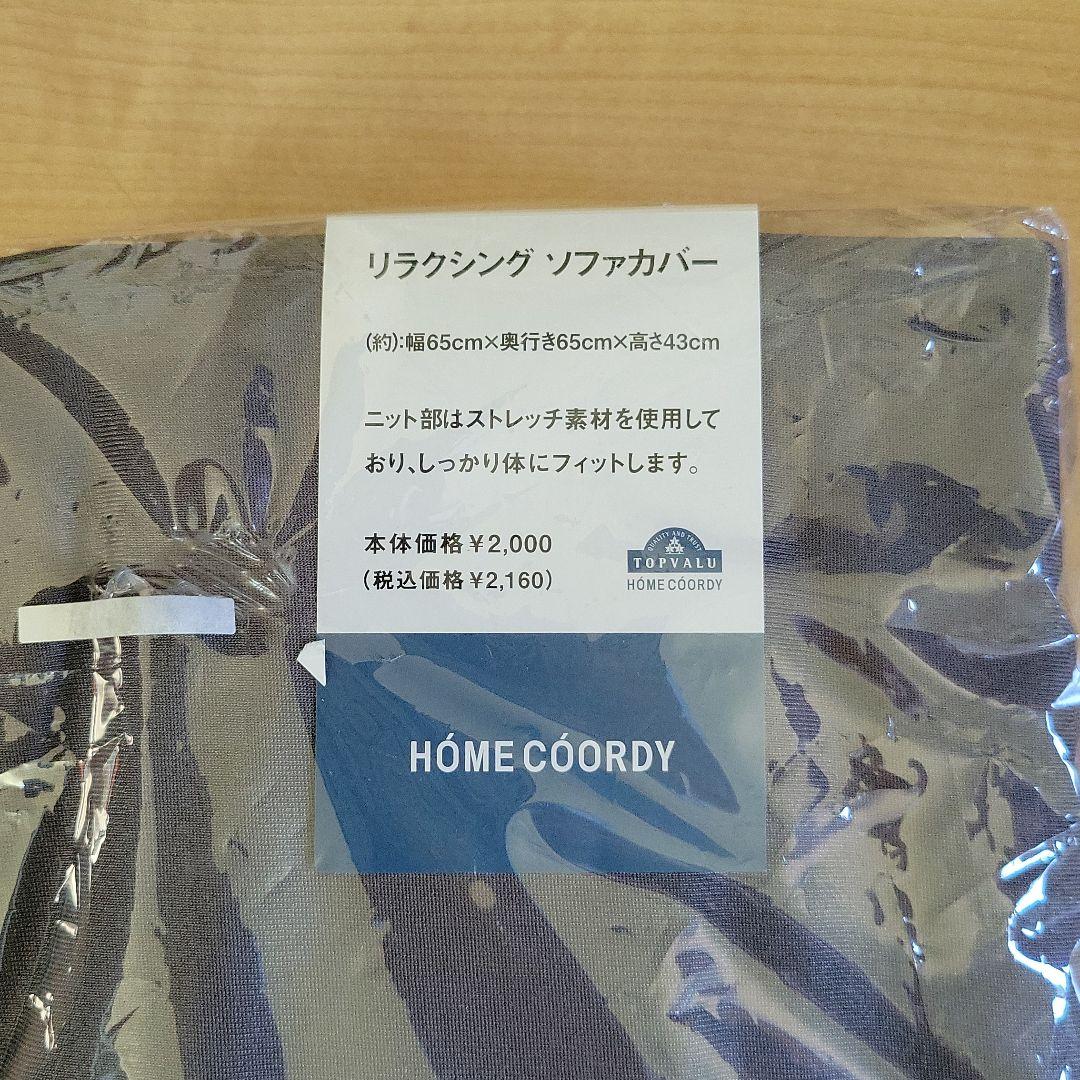 リラクシング ソファカバー
(約):幅65cm×奥行き65cm×高さ43cm
ニット部はストレッチ素材を使用して
おり、しっかり体にフィットします。
本体価格¥2,000
(税込価格¥2,160)
QUALITY AND TRUST
TOPVALU
HÓME CÓORDY
HÓME CÓORDY